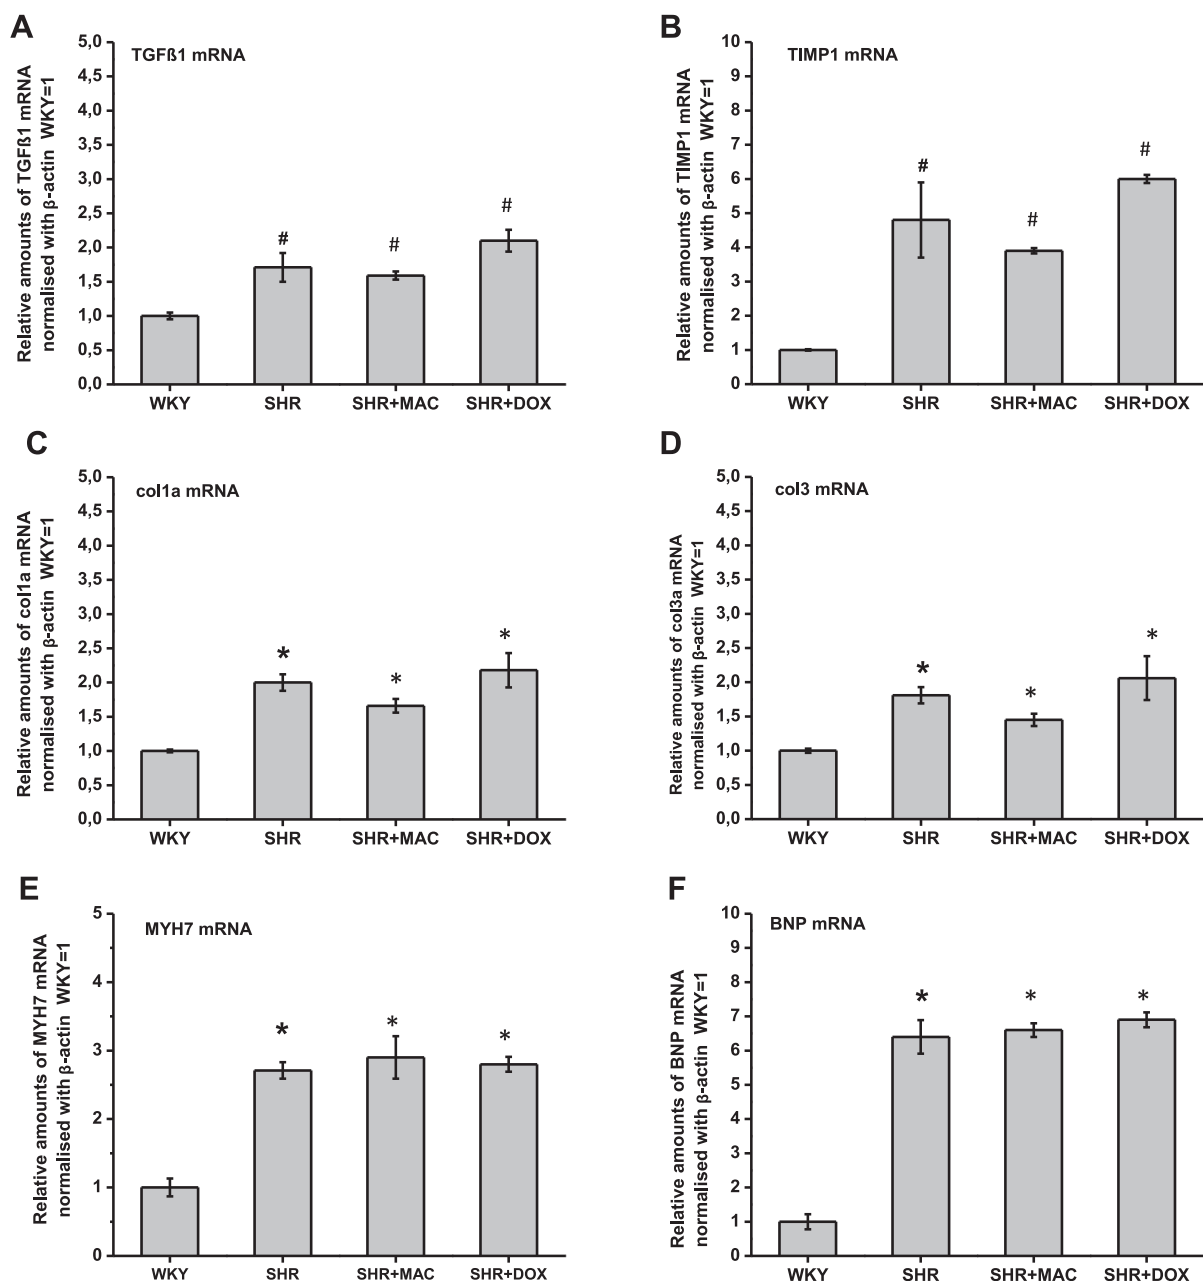 A
TGFß1 mRNA
Relative amounts of TGFß1 mRNA
normalised with β-actin WKY=1
5,0
4,5
4,0
3,5
3,0
2,5
2,0
1,5
1,0
0,5
0,0
#
#
#
WKY SHR SHR+MAC SHR+DOX
B
TIMP1 mRNA
Relative amounts of TIMP1 mRNA
normalised with β-actin WKY=1
10
9
8
7
6
5
4
3
2
1
0
#
#
#
WKY SHR SHR+MAC SHR+DOX
C
col1a mRNA
Relative amounts of col1a mRNA
normalised with β-actin WKY=1
5,0
4,5
4,0
3,5
3,0
2,5
2,0
1,5
1,0
0,5
0,0
*
*
*
WKY SHR SHR+MAC SHR+DOX
D
col3 mRNA
Relative amounts of col3a mRNA
normalised with β-actin WKY=1
5,0
4,5
4,0
3,5
3,0
2,5
2,0
1,5
1,0
0,5
0,0
*
*
*
WKY SHR SHR+MAC SHR+DOX
E
MYH7 mRNA
Relative amounts of MYH7 mRNA
normalised with β-actin WKY=1
5
4
3
2
1
0
*
*
*
WKY SHR SHR+MAC SHR+DOX
F
BNP mRNA
Relative amounts of BNP mRNA
normalised with β-actin WKY=1
10
9
8
7
6
5
4
3
2
1
0
*
*
*
WKY SHR SHR+MAC SHR+DOX